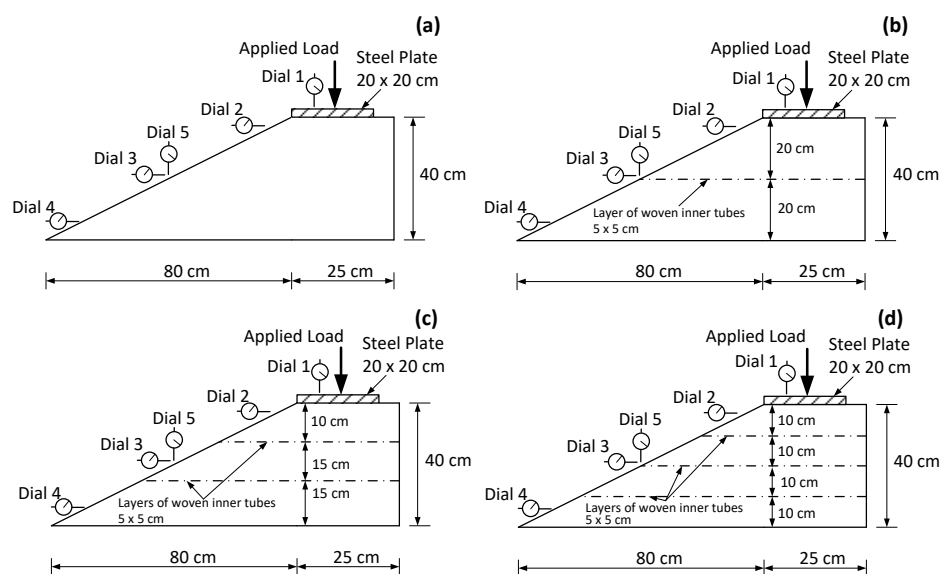 (a)
Applied Load
Steel Plate
20 x 20 cm
Dial 1
Dial 2
Dial 5
Dial 3
Dial 4
40 cm
80 cm
25 cm
(b)
Applied Load
Steel Plate
20 x 20 cm
Dial 1
Dial 2
Dial 5
Dial 3
Dial 4
20 cm
Layer of woven inner tubes
5 x 5 cm
20 cm
40 cm
80 cm
25 cm
(c)
Applied Load
Steel Plate
20 x 20 cm
Dial 1
Dial 2
Dial 5
Dial 3
Dial 4
10 cm
15 cm
15 cm
Layers of woven inner tubes
5 x 5 cm
40 cm
80 cm
25 cm
(d)
Applied Load
Steel Plate
20 x 20 cm
Dial 1
Dial 2
Dial 5
Dial 3
Dial 4
10 cm
10 cm
10 cm
10 cm
Layers of woven inner tubes
5 x 5 cm
40 cm
80 cm
25 cm